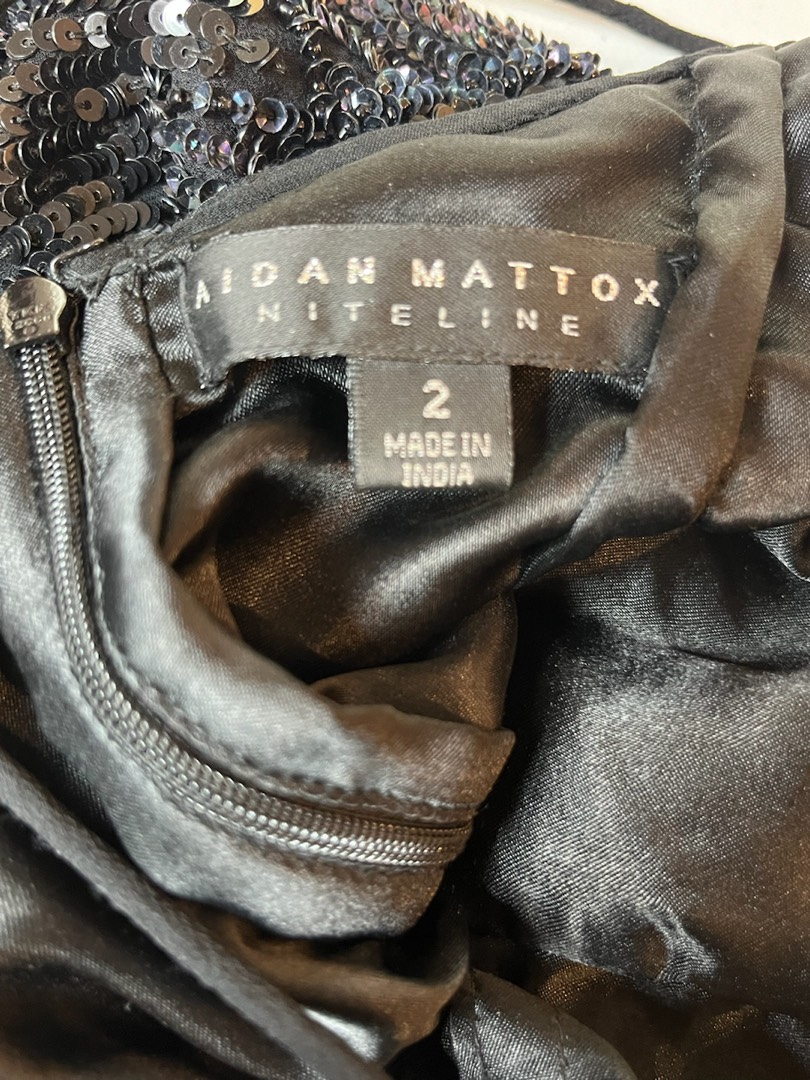 AIDAN MATTOX
NITELINE
2
MADE IN
INDIA